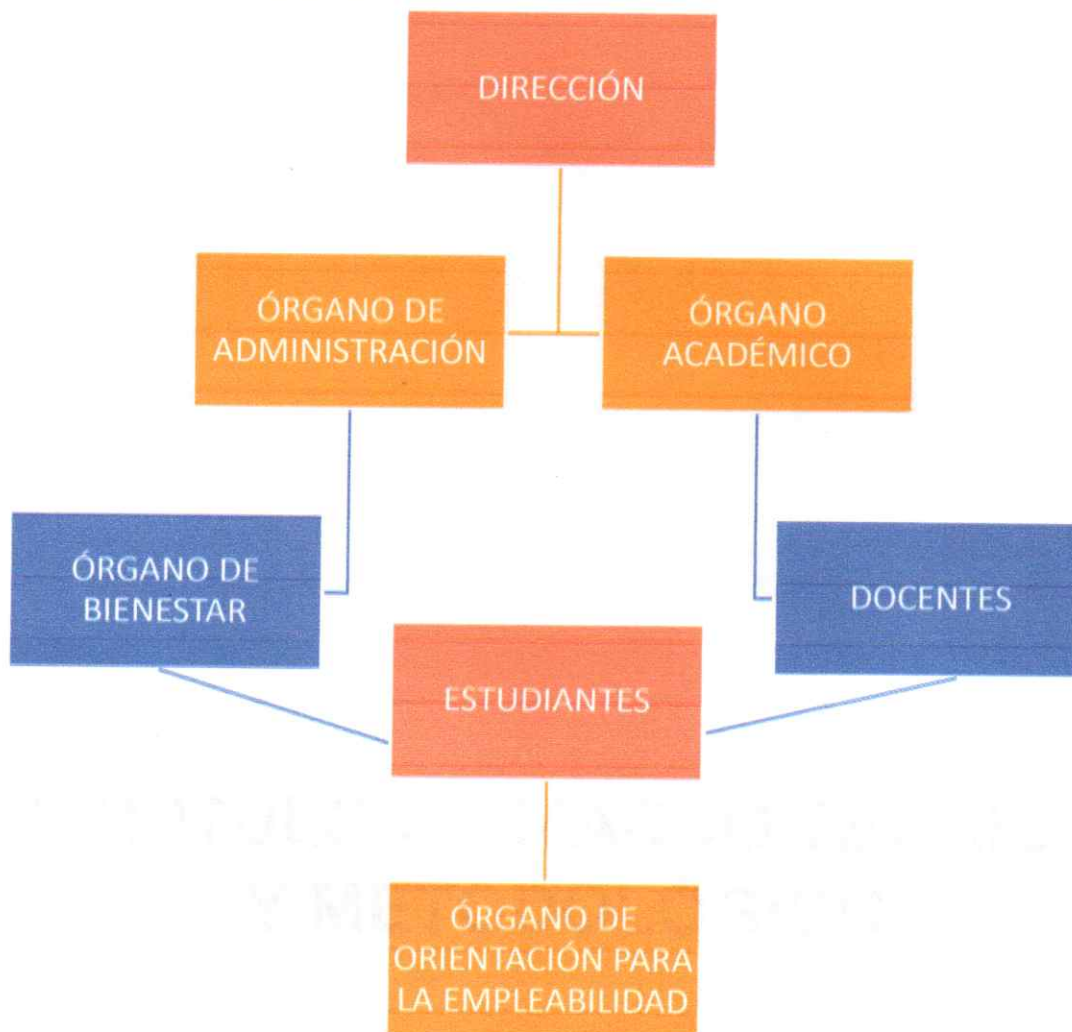 DIRECCIÓN
ÓRGANO DE
ADMINISTRACIÓN
ÓRGANO
ACADÉMICO
ÓRGANO DE
BIENESTAR
DOCENTES
ESTUDIANTES
ÓRGANO DE
ORIENTACIÓN PARA
LA EMPLEABILIDAD